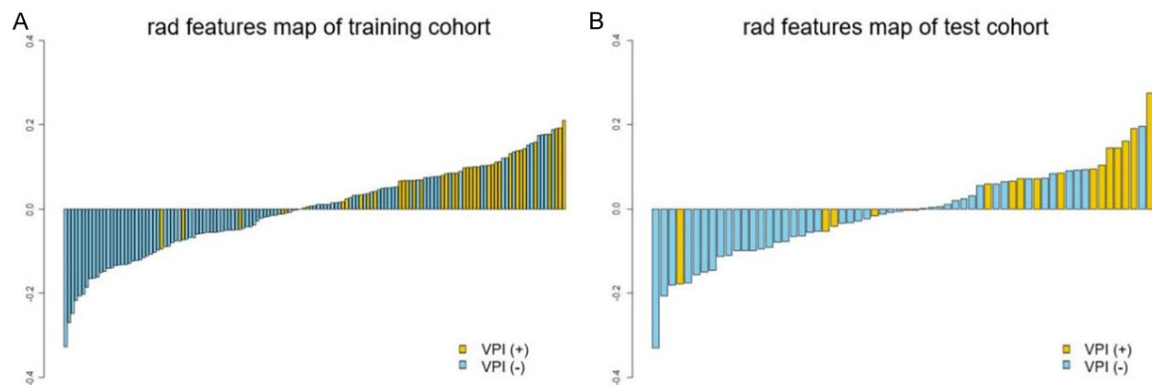 A
rad features map of training cohort
0.4
0.2
0.0
-0.2
-0.4
VPI (+)
VPI (-)
B
rad features map of test cohort
0.4
0.2
0.0
-0.2
-0.4
VPI (+)
VPI (-)